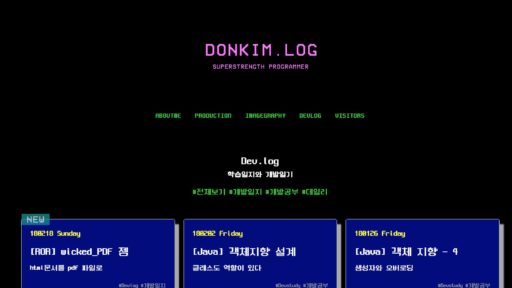 DONKIM.LOG
SUPERSTRENGTH PROGRAMMER
ABOUTME PRODUCTION IMAGEGRAPHY DEVLOG VISITORS
Dev.log
학습일지와 개발일기
#전체보기 #개발일지 #개발공부 #데일리
NEW
180218 Sunday
[ROR] wicked_PDF 젬
html문서를 pdf 파일로
#Devlog #개발일지
180202 Friday
[Java] 객체지향 설계
클래스도 역할이 있다
#Devstudy #개발공부
180126 Friday
[Java] 객체 지향 - 4
생성자와 오버로딩
#Devstudy #개발공부